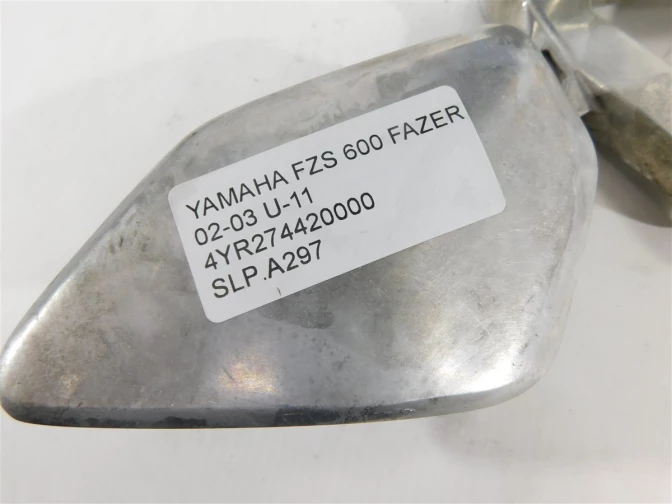 YAMAHA FZS 600 FAZER
02-03 U-11
4YR274420000
SLP.A297